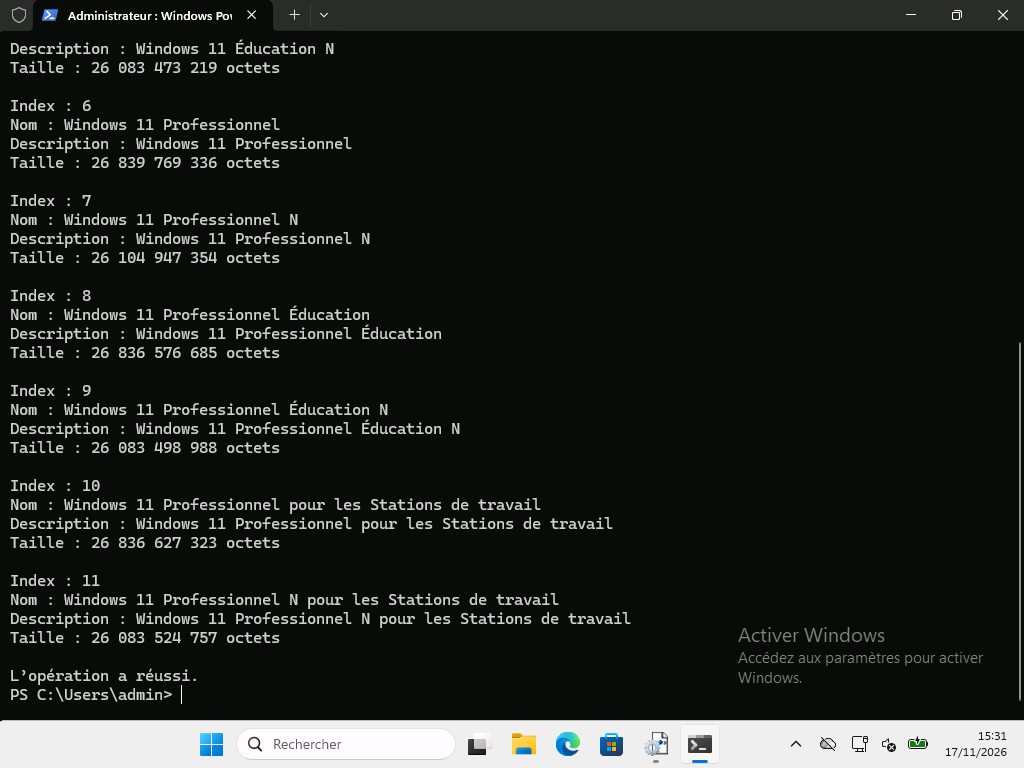 Administrateur : Windows Pow
Description : Windows 11 Éducation N
Taille : 26 083 473 219 octets
Index : 6
Nom : Windows 11 Professionnel
Description : Windows 11 Professionnel
Taille : 26 839 769 336 octets
Index : 7
Nom : Windows 11 Professionnel N
Description : Windows 11 Professionnel N
Taille : 26 104 947 354 octets
Index : 8
Nom : Windows 11 Professionnel Éducation
Description : Windows 11 Professionnel Éducation
Taille : 26 836 576 685 octets
Index : 9
Nom : Windows 11 Professionnel Éducation N
Description : Windows 11 Professionnel Éducation N
Taille : 26 083 498 988 octets
Index : 10
Nom : Windows 11 Professionnel pour les Stations de travail
Description : Windows 11 Professionnel pour les Stations de travail
Taille : 26 836 627 323 octets
Index : 11
Nom : Windows 11 Professionnel N pour les Stations de travail
Description : Windows 11 Professionnel N pour les Stations de travail
Taille : 26 083 524 757 octets
L’opération a réussi.
PS C:\Users\admin>
Activer Windows
Accédez aux paramètres pour activer
Windows.
Rechercher
15:31
17/11/2026